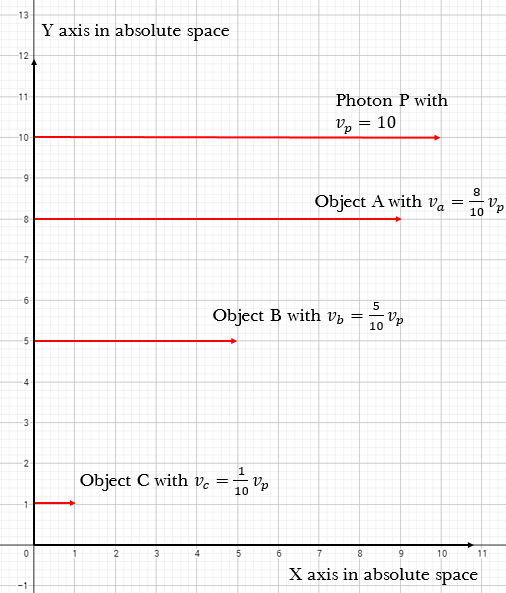 13
Y axis in absolute space
12
11
Photon P with
v_p = 10
10
9
Object A with v_a = 8/10 v_p
8
7
6
Object B with v_b = 5/10 v_p
5
4
3
2
Object C with v_c = 1/10 v_p
1
0 1 2 3 4 5 6 7 8 9 10 11
X axis in absolute space
−1